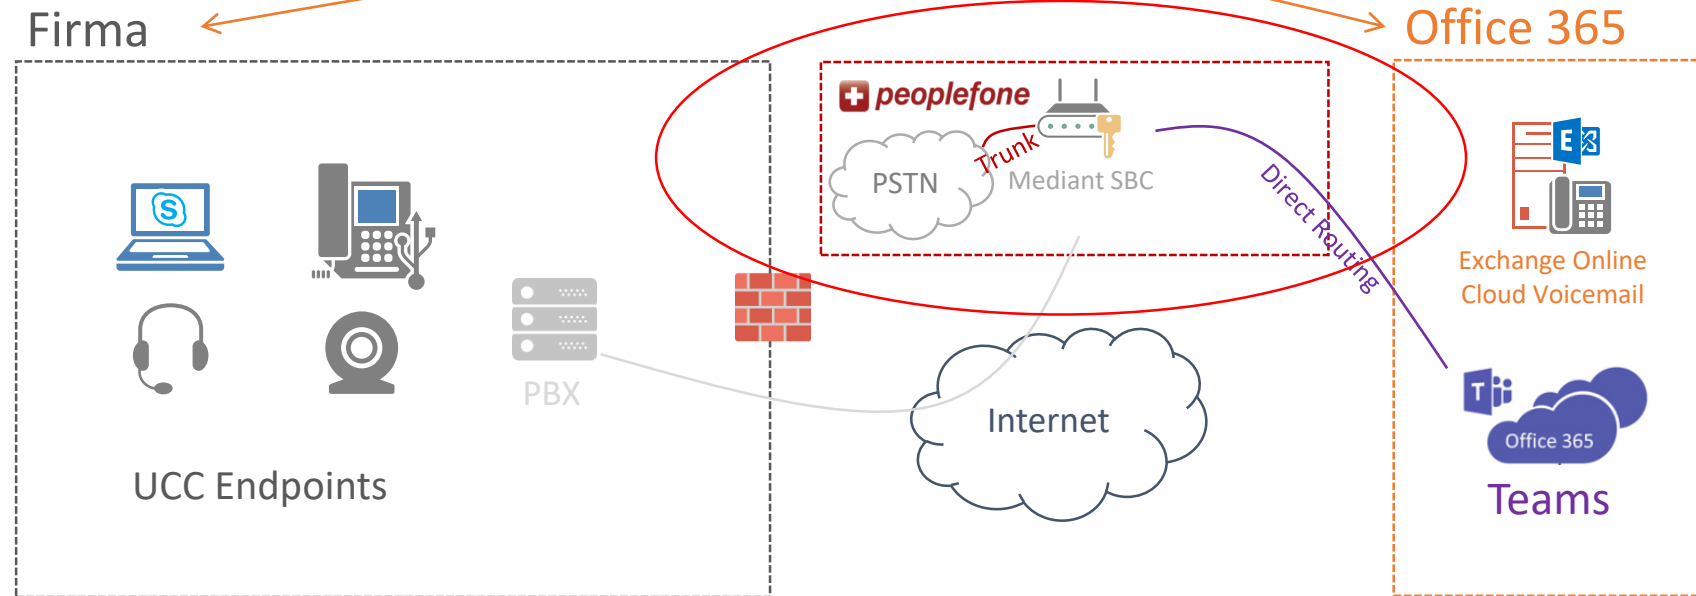 Firma
Office 365
peoplefone
Trunk
PSTN
Mediant SBC
Direct Routing
E
Exchange Online
Cloud Voicemail
S
PBX
Internet
UCC Endpoints
T
Office 365
Teams